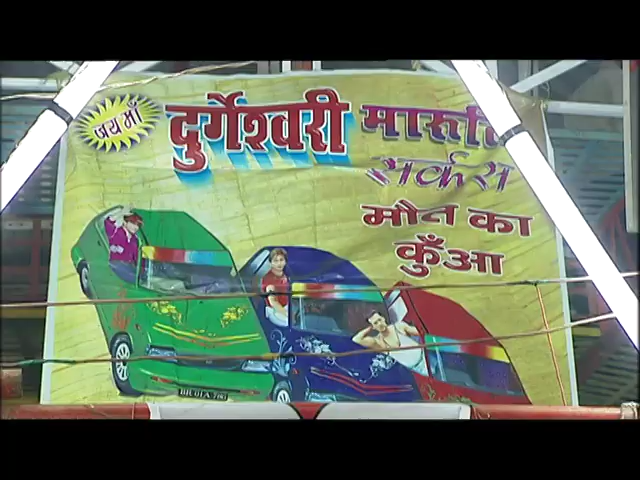 जय माँ
दुर्गेश्वरी मारूति
सर्कस
मौत का
कुँआ